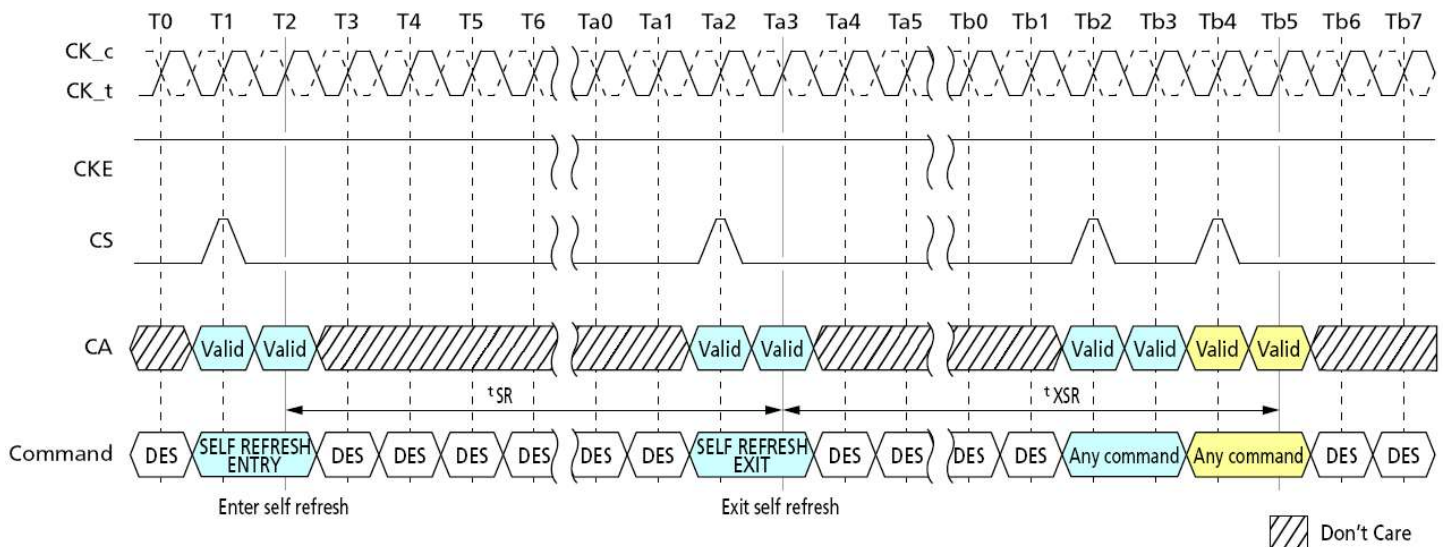 T0 T1 T2 T3 T4 T5 T6 Ta0 Ta1 Ta2 Ta3 Ta4 Ta5 Tb0 Tb1 Tb2 Tb3 Tb4 Tb5 Tb6 Tb7
CK_c
CK_t
CKE
CS
CA Valid Valid Valid Valid Valid Valid Valid Valid
tSR tXSR
Command DES SELF REFRESH ENTRY DES DES DES DES DES DES SELF REFRESH EXIT DES DES DES DES Any command Any command DES DES
Enter self refresh Exit self refresh
Don't Care